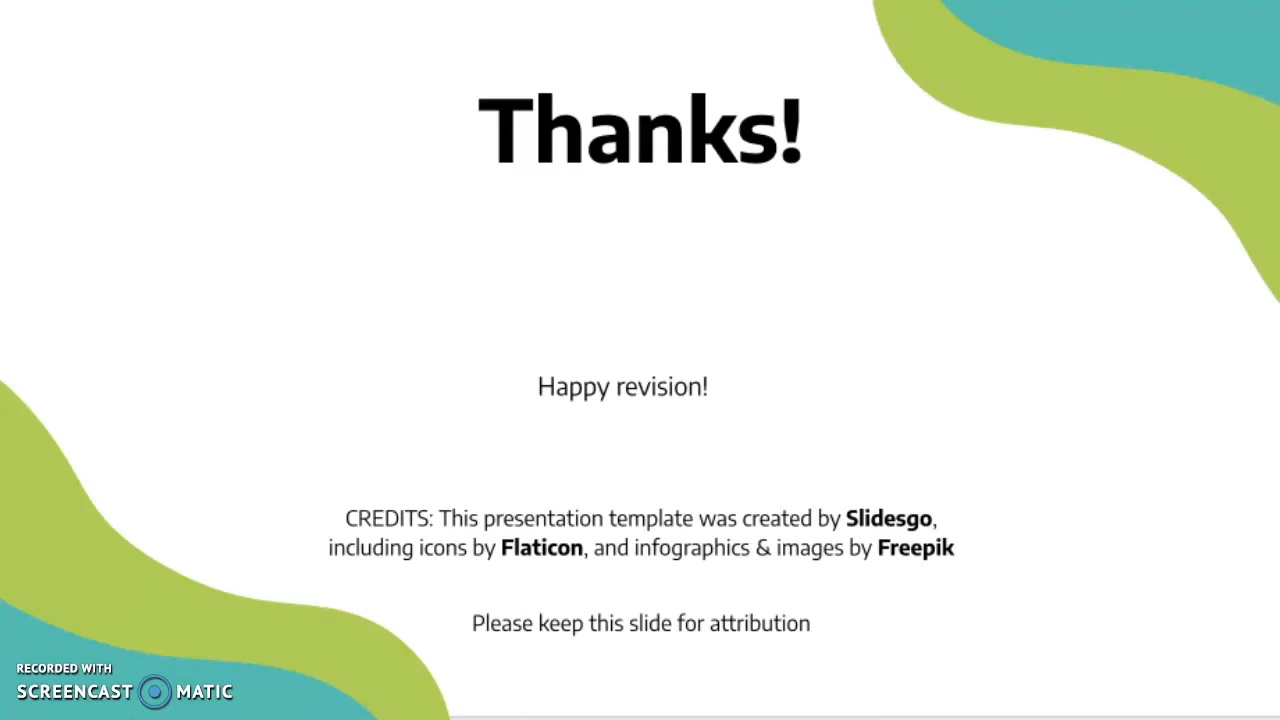 Thanks!
Happy revision!
CREDITS: This presentation template was created by Slidesgo,
including icons by Flaticon, and infographics & images by Freepik
Please keep this slide for attribution
RECORDED WITH
SCREENCAST MATIC